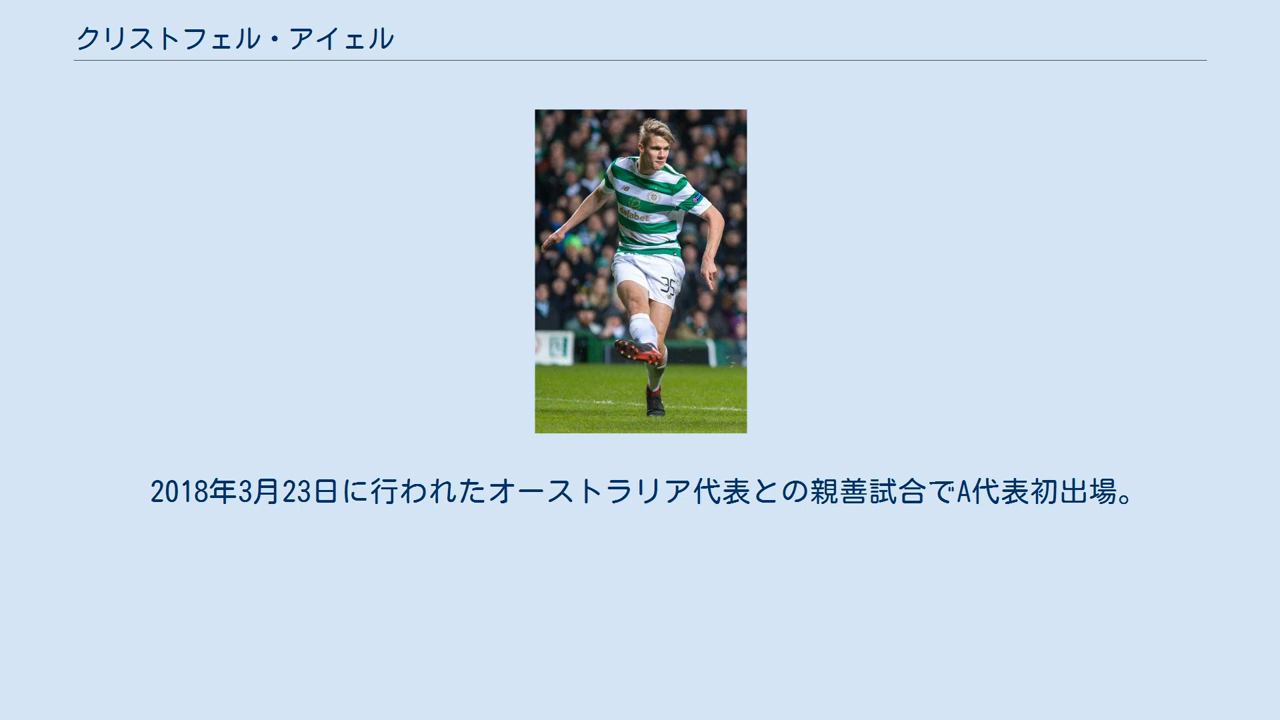 クリストフェル・アイェル
dafabet
35
2018年3月23日に行われたオーストラリア代表との親善試合でA代表初出場。